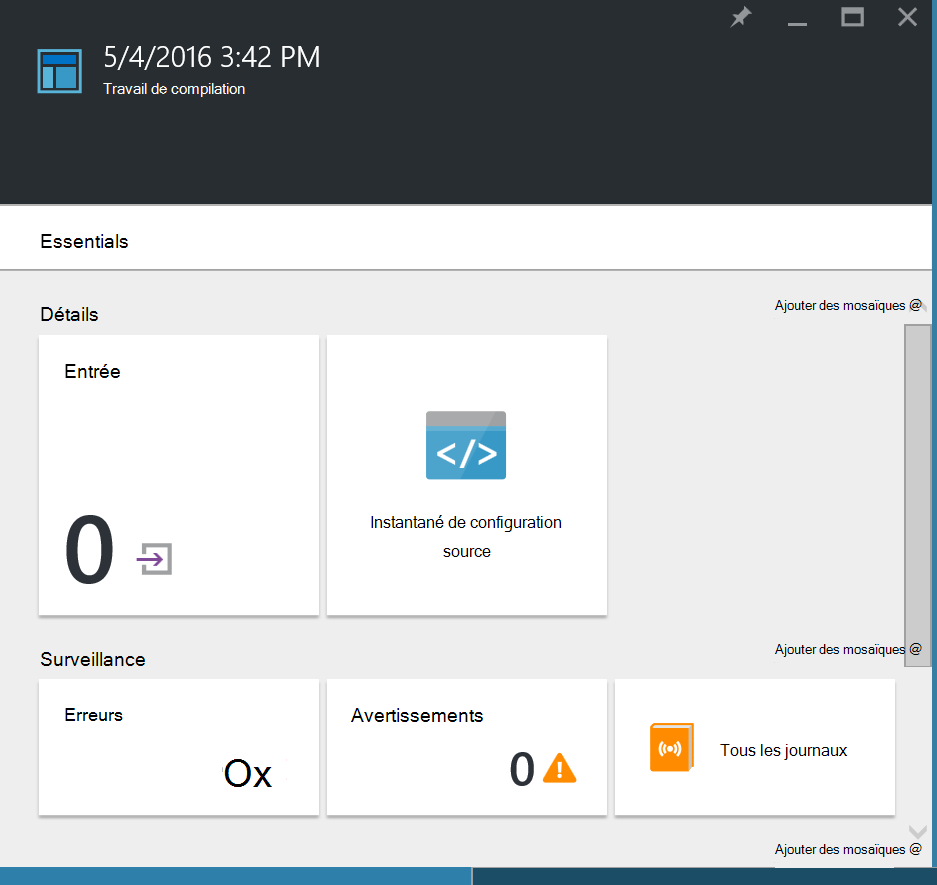 5/4/2016 3:42 PM
Travail de compilation
Essentials
Ajouter des mosaïques @
Détails
Entrée
0
</>
Instantané de configuration
source
Ajouter des mosaïques @
Surveillance
Erreurs
Ox
Avertissements
0
Tous les journaux
Ajouter des mosaïques @